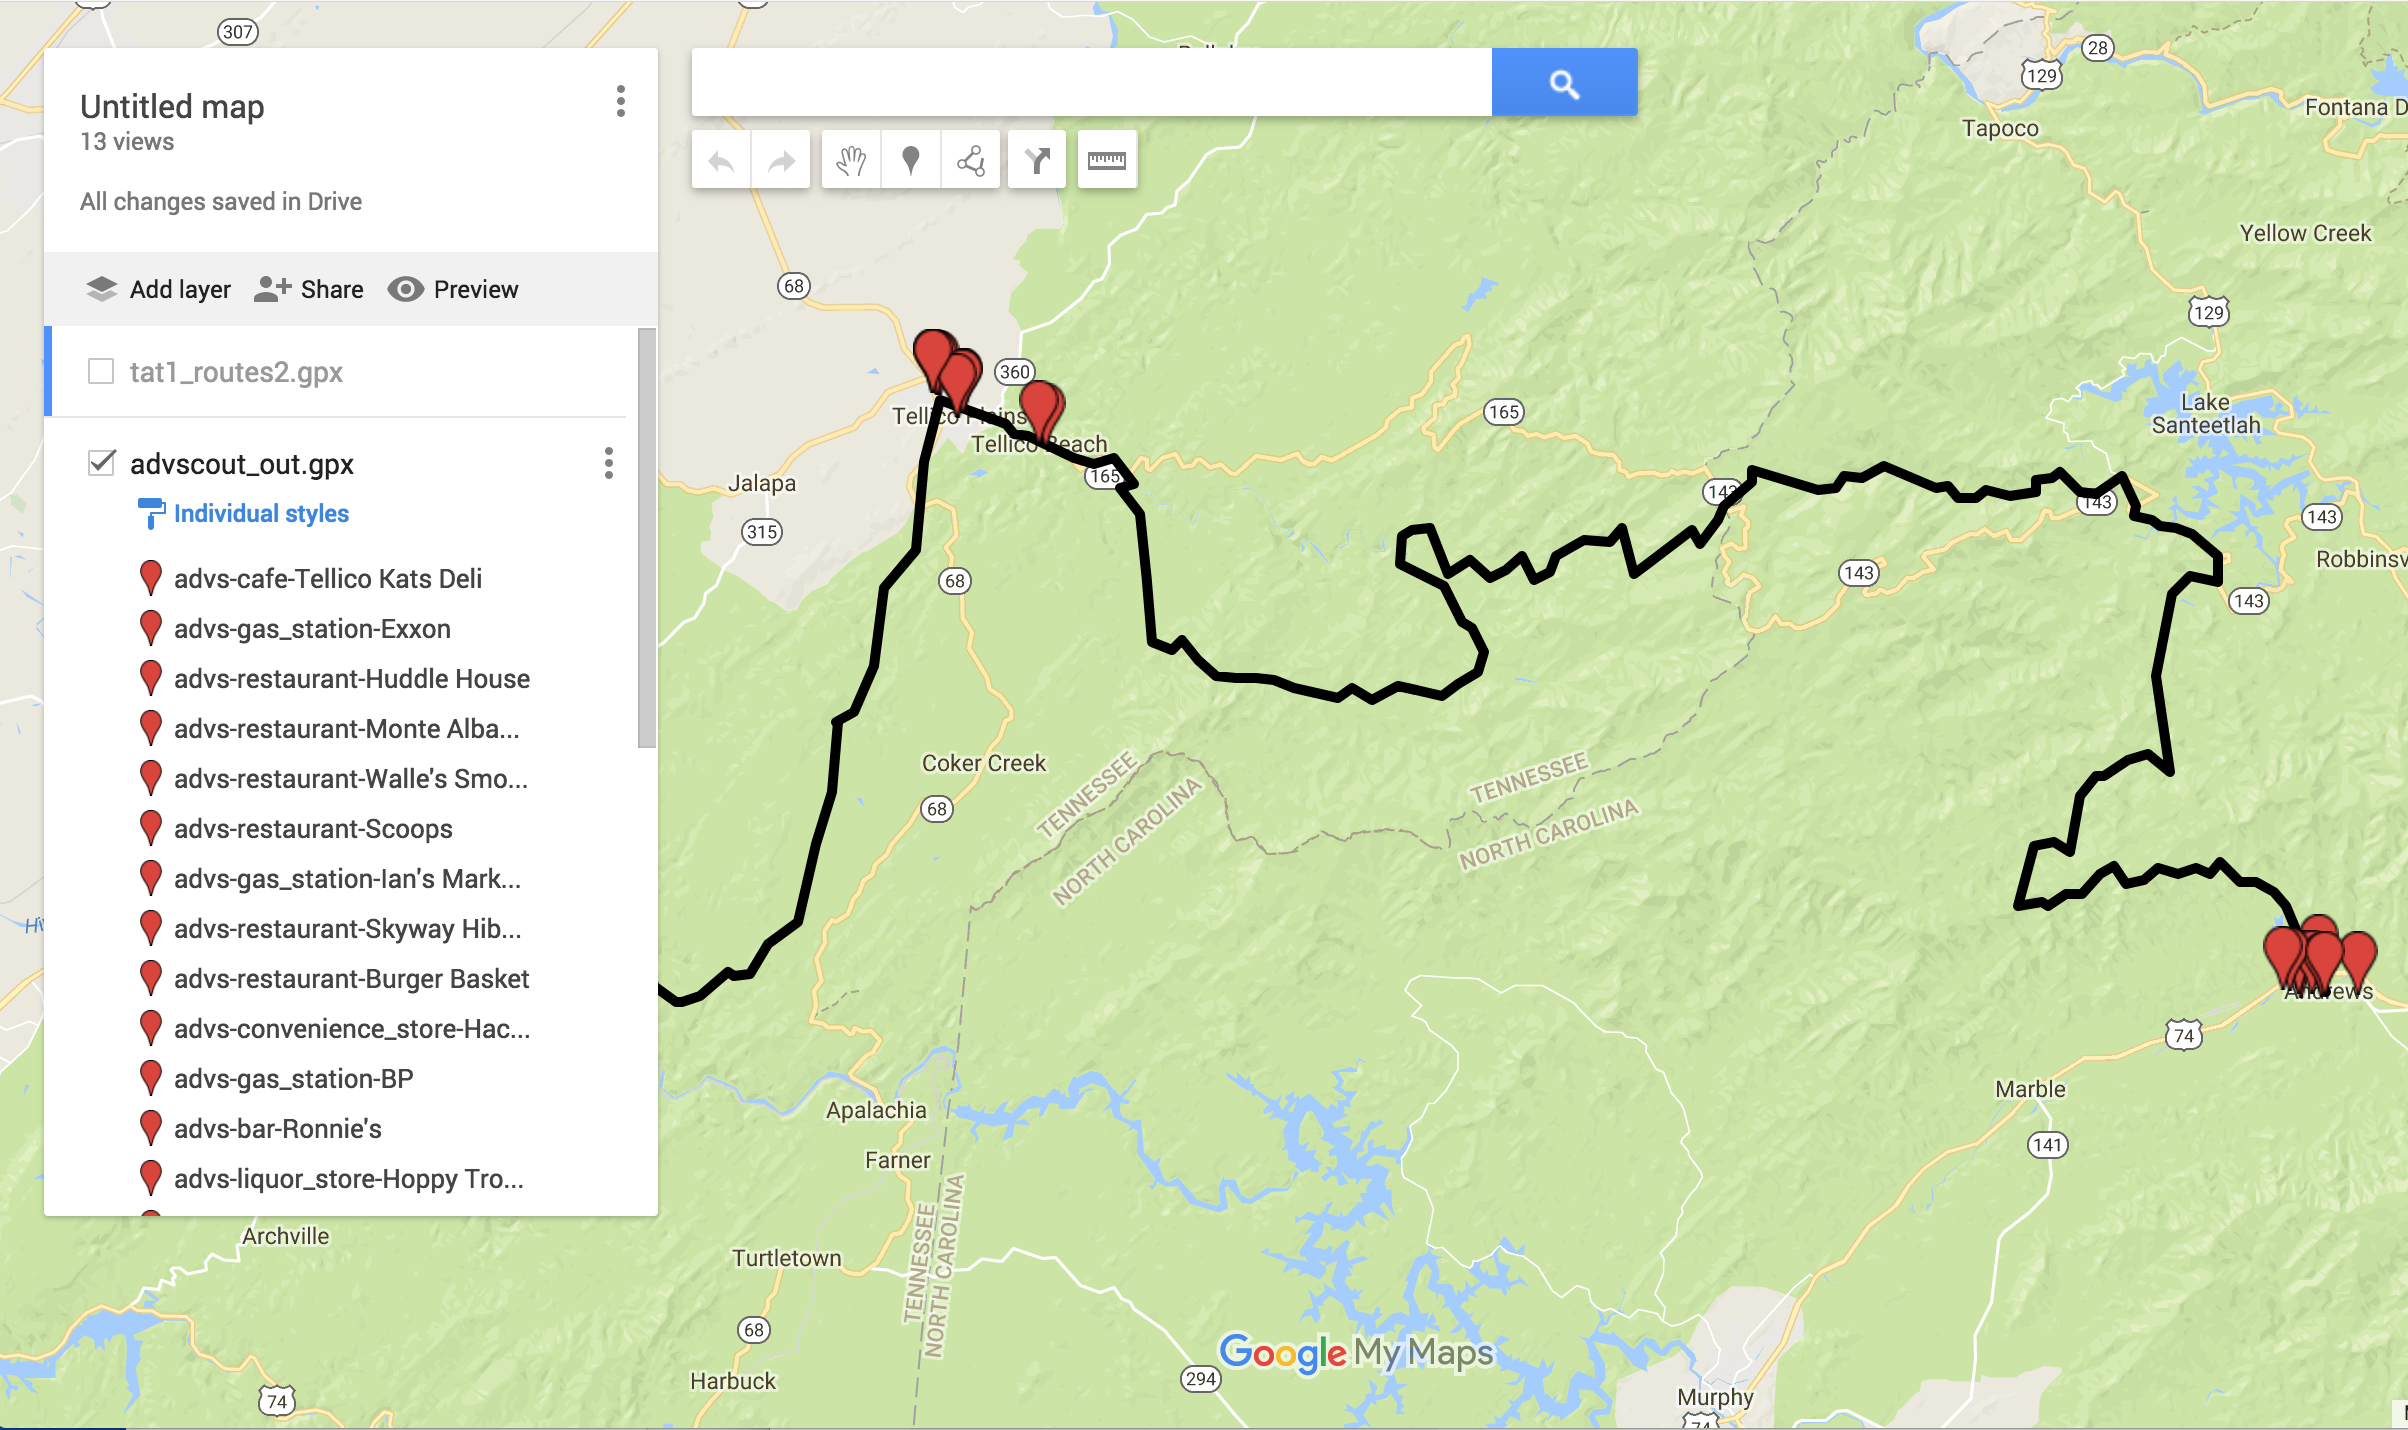 307
Untitled map
13 views
All changes saved in Drive
Add layer
Share
Preview
tat1_routes2.gpx
advscout_out.gpx
Individual styles
advs-cafe-Tellico Kats Deli
advs-gas_station-Exxon
advs-restaurant-Huddle House
advs-restaurant-Monte Alba...
advs-restaurant-Walle's Smo...
advs-restaurant-Scoops
advs-gas_station-Ian's Mark...
advs-restaurant-Skyway Hib...
advs-restaurant-Burger Basket
advs-convenience_store-Hac...
advs-gas_station-BP
advs-bar-Ronnie's
advs-liquor_store-Hoppy Tro...
28
129
Fontana D
Tapoco
Yellow Creek
68
129
360
Tellico Plains
Tellico Beach
165
165
Lake
Santeetlah
Jalapa
315
143
143
143
143
143
Robbinsv
68
Coker Creek
68
TENNESSEE
NORTH CAROLINA
TENNESSEE
NORTH CAROLINA
Hi
Andrews
74
Marble
141
Apalachia
Farner
TENNESSEE
NORTH CAROLINA
Archville
Turtletown
68
Harbuck
74
294
Google My Maps
Murphy
74